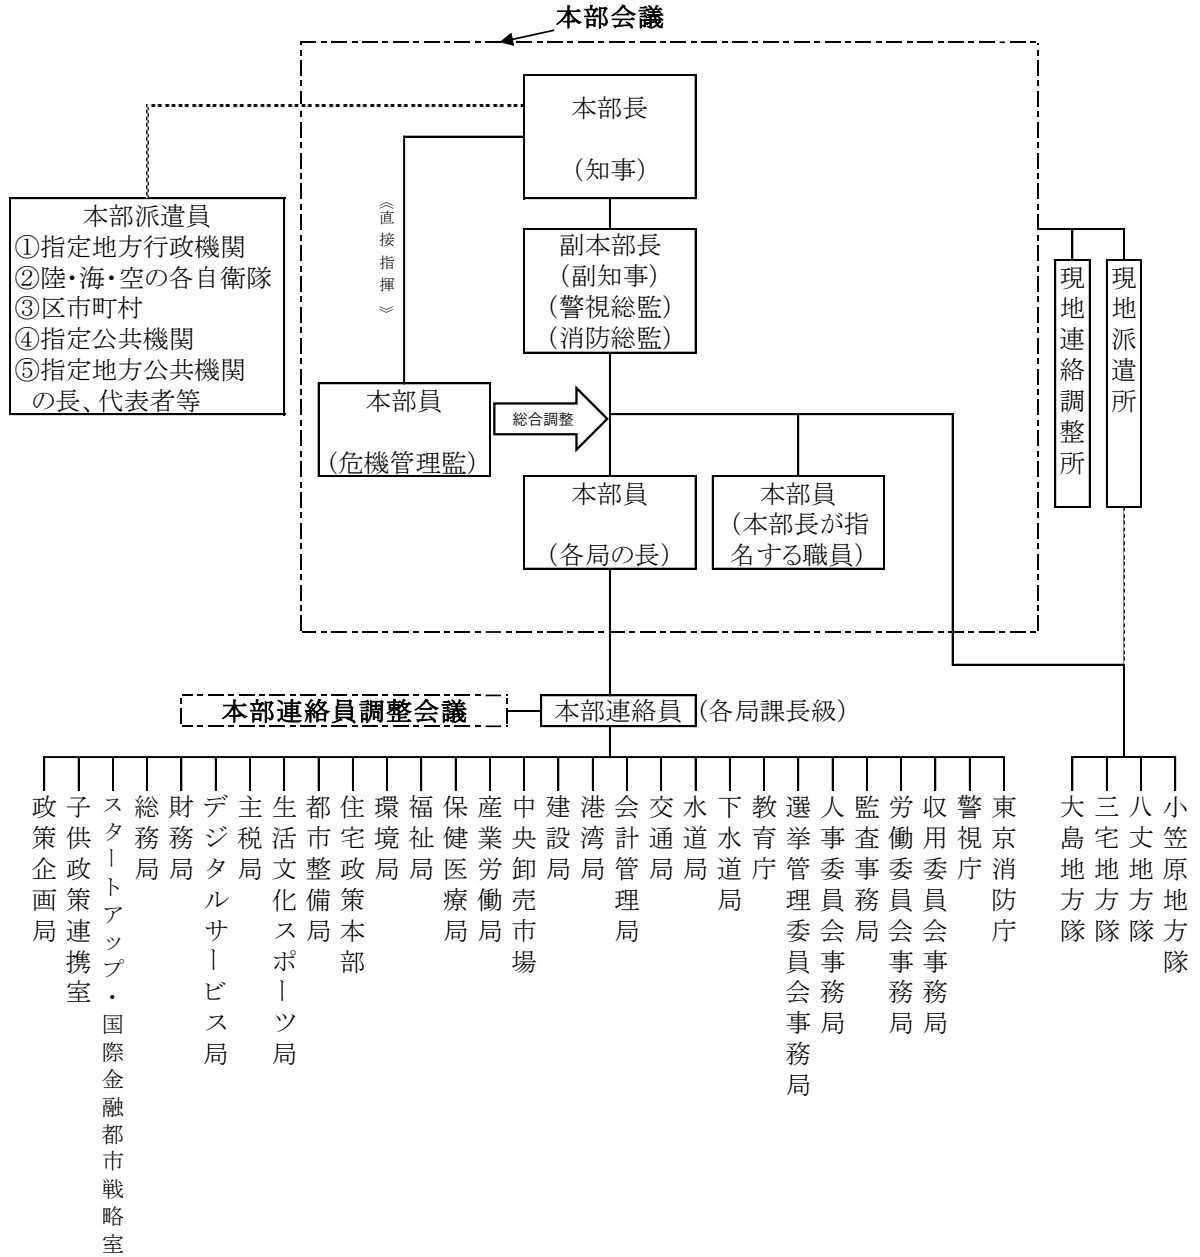 本部会議
本部長
（知事）
《直接指揮》
本部派遣員
①指定地方行政機関
②陸・海・空の各自衛隊
③区市町村
④指定公共機関
⑤指定地方公共機関
の長、代表者等
副本部長
（副知事）
（警視総監）
（消防総監）
現地連絡調整所
現地派遣所
本部員
（危機管理監）
総合調整
本部員
（各局の長）
本部員
（本部長が指
名する職員）
本部連絡員調整会議
本部連絡員
（各局課長級）
政策企画局
子供政策連携室
スタートアップ・国際金融都市戦略室
総務局
財務局
デジタルサービス局
主税局
生活文化スポーツ局
都市整備局
住宅政策本部
環境局
福祉局
保健医療局
産業労働局
中央卸売市場
建設局
港湾局
会計管理局
交通局
水道局
下水道局
教育庁
選挙管理委員会事務局
人事委員会事務局
監査事務局
労働委員会事務局
収用委員会事務局
警視庁
東京消防庁
大島地方隊
三宅地方隊
八丈地方隊
小笠原地方隊